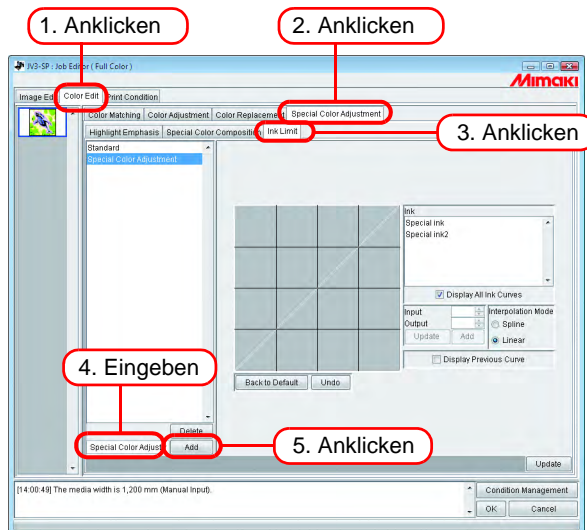 1. Anklicken
2. Anklicken
JV3-SP : Job Editor ( Full Color )
Mimaki
Image Ed Color Edit Print Condition
Color Matching Color Adjustment Color Replacement Special Color Adjustment
Highlight Emphasis Special Color Composition Ink Limit
3. Anklicken
Standard
Special Color Adjustment
Ink
Special ink
Special ink2
Display All Ink Curves
Input
Output
Update Add
Interpolation Mode
Spline
Linear
Display Previous Curve
4. Eingeben
Back to Default Undo
Delete
Special Color Adjust Add
5. Anklicken
Update
[14:00:49] The media width is 1,200 mm (Manual Input).
Condition Management
OK Cancel